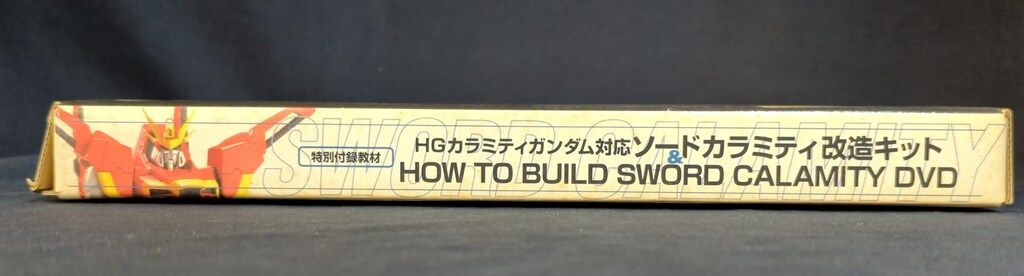 SWORD CALAMITY
特別付録教材
HGカラミティガンダム対応ソードカラミティ改造キット
&
HOW TO BUILD SWORD CALAMITY DVD